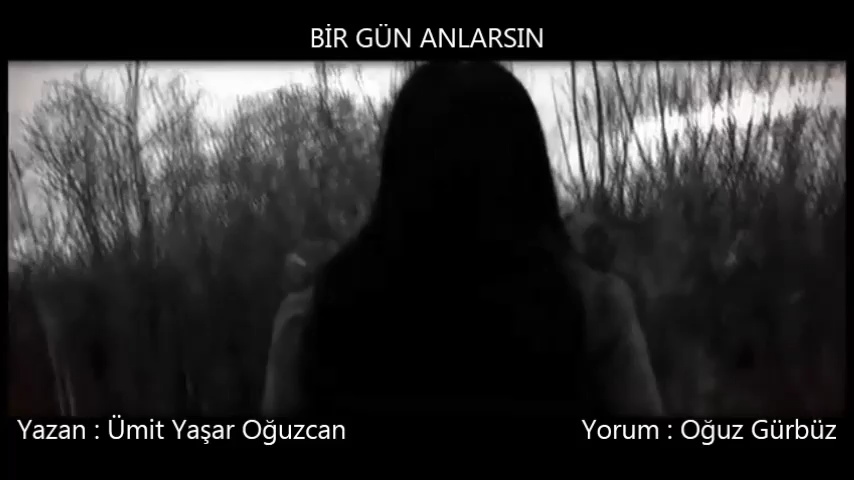 BİR GÜN ANLARSIN
Yazan : Ümit Yaşar Oğuzcan
Yorum : Oğuz Gürbüz